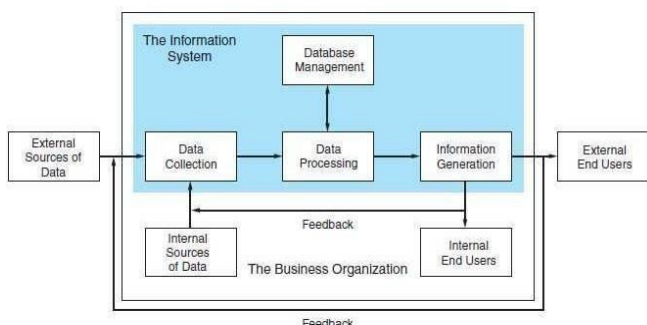 The Information
System
Database
Management
External
Sources of
Data
Data
Collection
Data
Processing
Information
Generation
External
End Users
Feedback
Internal
Sources
of Data
The Business Organization
Internal
End Users
Feedback